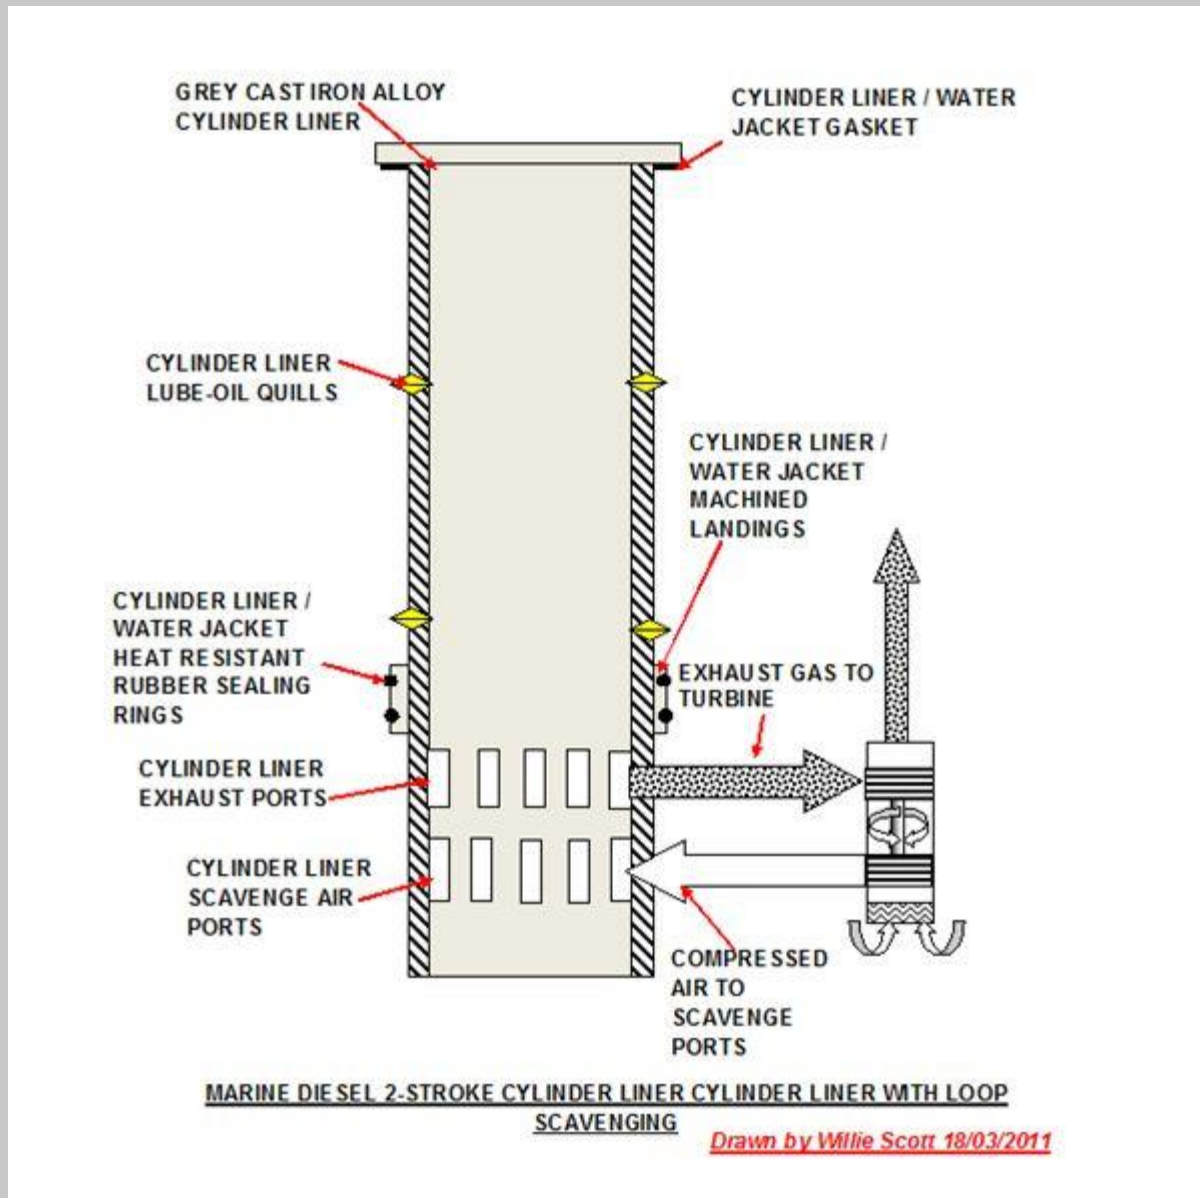 GREY CAST IRON ALLOY
CYLINDER LINER
CYLINDER LINER / WATER
JACKET GASKET
CYLINDER LINER
LUBE-OIL QUILLS
CYLINDER LINER /
WATER JACKET
MACHINED
LANDINGS
CYLINDER LINER /
WATER JACKET
HEAT RESISTANT
RUBBER SEALING
RINGS
EXHAUST GAS TO
TURBINE
CYLINDER LINER
EXHAUST PORTS
CYLINDER LINER
SCAVENGE AIR
PORTS
COMPRESSED
AIR TO
SCAVENGE
PORTS
MARINE DIESEL 2-STROKE CYLINDER LINER CYLINDER LINER WITH LOOP
SCAVENGING
Drawn by Willie Scott 18/03/2011